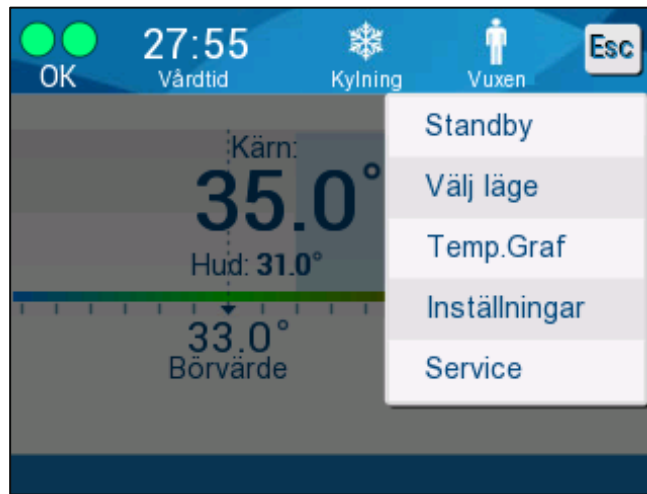 OK
27:55
Vårdtid
Kylning
Vuxen
Esc
Kärn:
35.0°
Hud: 31.0°
33.0°
Börvärde
Standby
Välj läge
Temp.Graf
Inställningar
Service